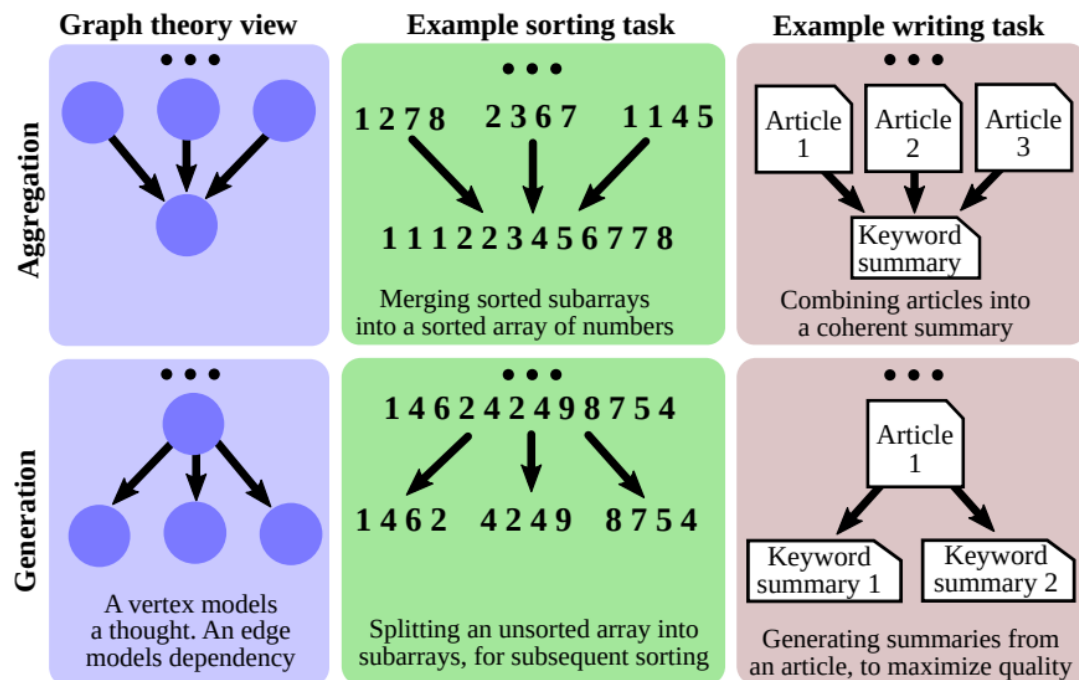 Graph theory view
Example sorting task
Example writing task
Aggregation
1 2 7 8
2 3 6 7
1 1 4 5
1 1 1 2 2 3 4 5 6 7 7 8
Merging sorted subarrays
into a sorted array of numbers
Article
1
Article
2
Article
3
Keyword
summary
Combining articles into
a coherent summary
Generation
A vertex models
a thought. An edge
models dependency
1 4 6 2 4 2 4 9 8 7 5 4
1 4 6 2
4 2 4 9
8 7 5 4
Splitting an unsorted array into
subarrays, for subsequent sorting
Article
1
Keyword
summary 1
Keyword
summary 2
Generating summaries from
an article, to maximize quality